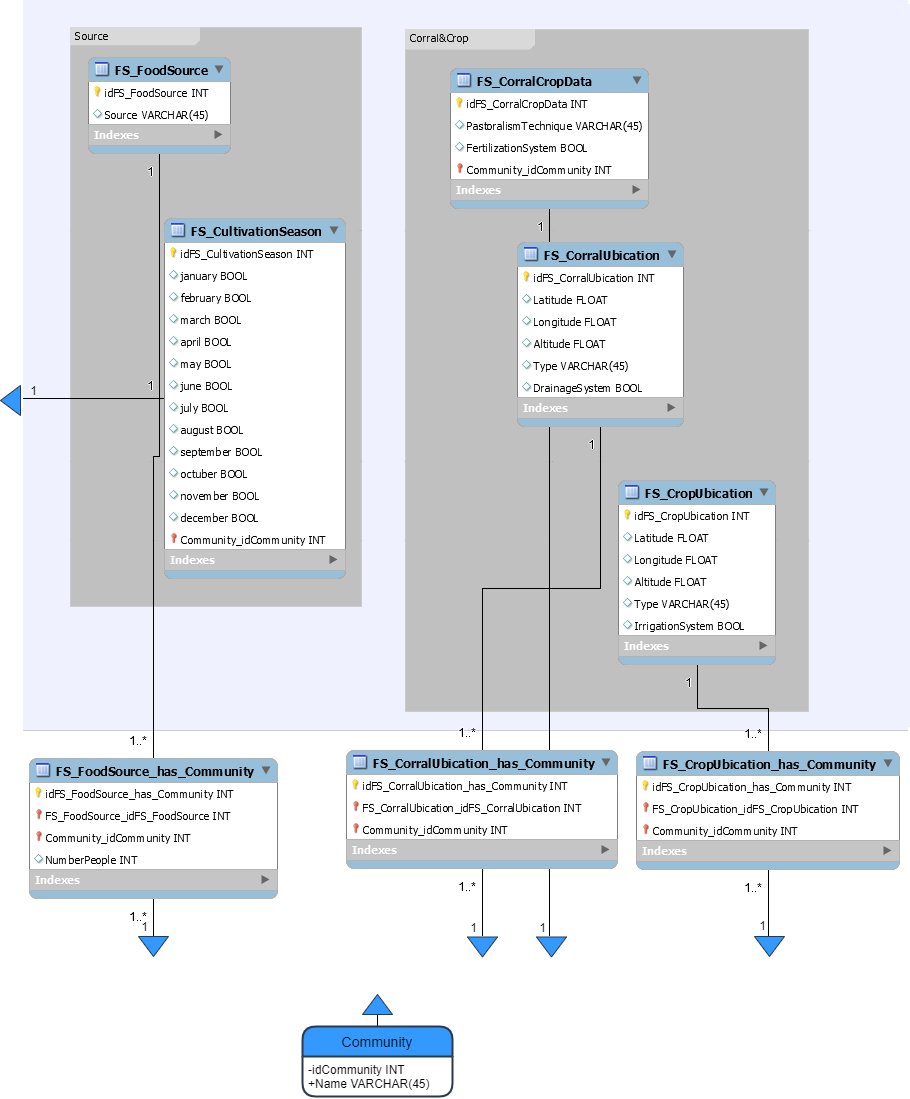 Source
FS_FoodSource
idFS_FoodSource INT
Source VARCHAR(45)
Indexes
1
FS_CultivationSeason
idFS_CultivationSeason INT
january BOOL
february BOOL
march BOOL
april BOOL
may BOOL
june BOOL
july BOOL
august BOOL
september BOOL
octuber BOOL
november BOOL
december BOOL
Community_idCommunity INT
Indexes
1
1
Corral&Crop
FS_CorralCropData
idFS_CorralCropData INT
PastoralismTechnique VARCHAR(45)
FertilizationSystem BOOL
Community_idCommunity INT
Indexes
1
FS_CorralUbication
idFS_CorralUbication INT
Latitude FLOAT
Longitude FLOAT
Altitude FLOAT
Type VARCHAR(45)
DrainageSystem BOOL
Indexes
1
FS_CropUbication
idFS_CropUbication INT
Latitude FLOAT
Longitude FLOAT
Altitude FLOAT
Type VARCHAR(45)
IrrigationSystem BOOL
Indexes
1
1..*
FS_FoodSource_has_Community
idFS_FoodSource_has_Community INT
FS_FoodSource_idFS_FoodSource INT
Community_idCommunity INT
NumberPeople INT
Indexes
1..*
1
1..*
FS_CorralUbication_has_Community
idFS_CorralUbication_has_Community INT
FS_CorralUbication_idFS_CorralUbication INT
Community_idCommunity INT
Indexes
1..*
1
1
1..*
FS_CropUbication_has_Community
idFS_CropUbication_has_Community INT
FS_CropUbication_idFS_CropUbication INT
Community_idCommunity INT
Indexes
1..*
1
Community
-idCommunity INT
+Name VARCHAR(45)